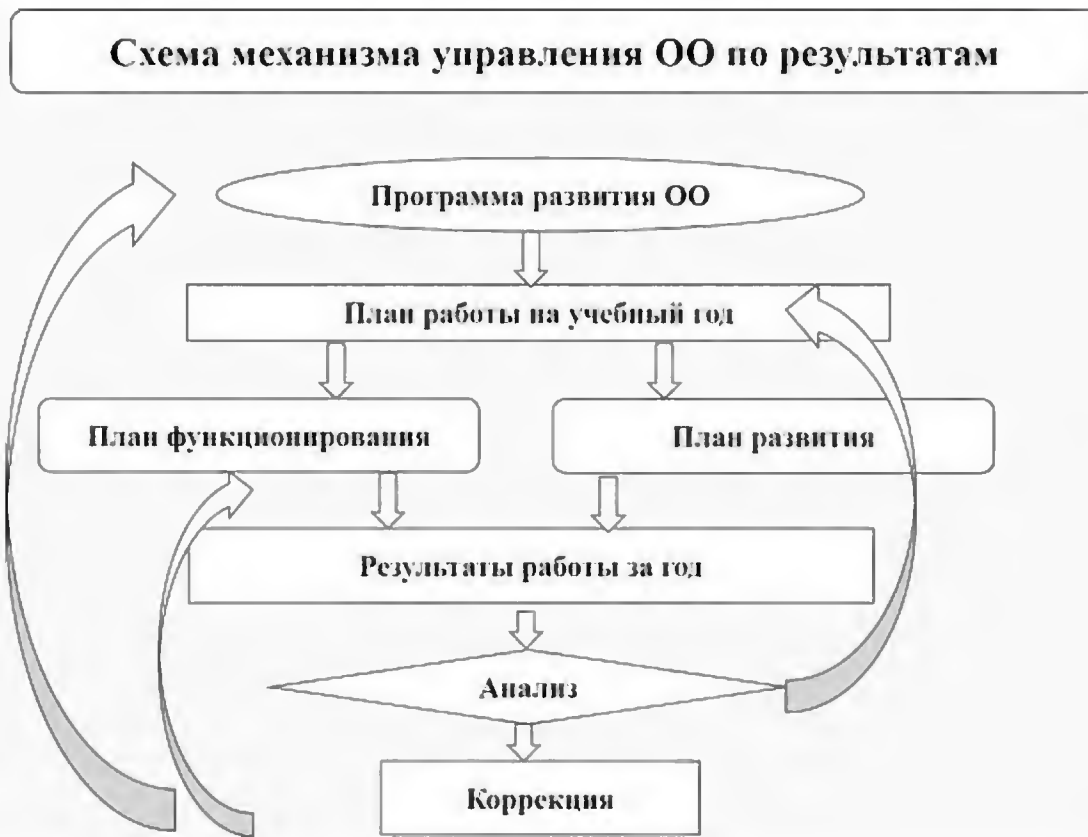 Схема механизма управления ОО по результатам
Программа развития ОО
План работы на учебный год
План функционирования
План развития
Результаты работы за год
Анализ
Коррекция